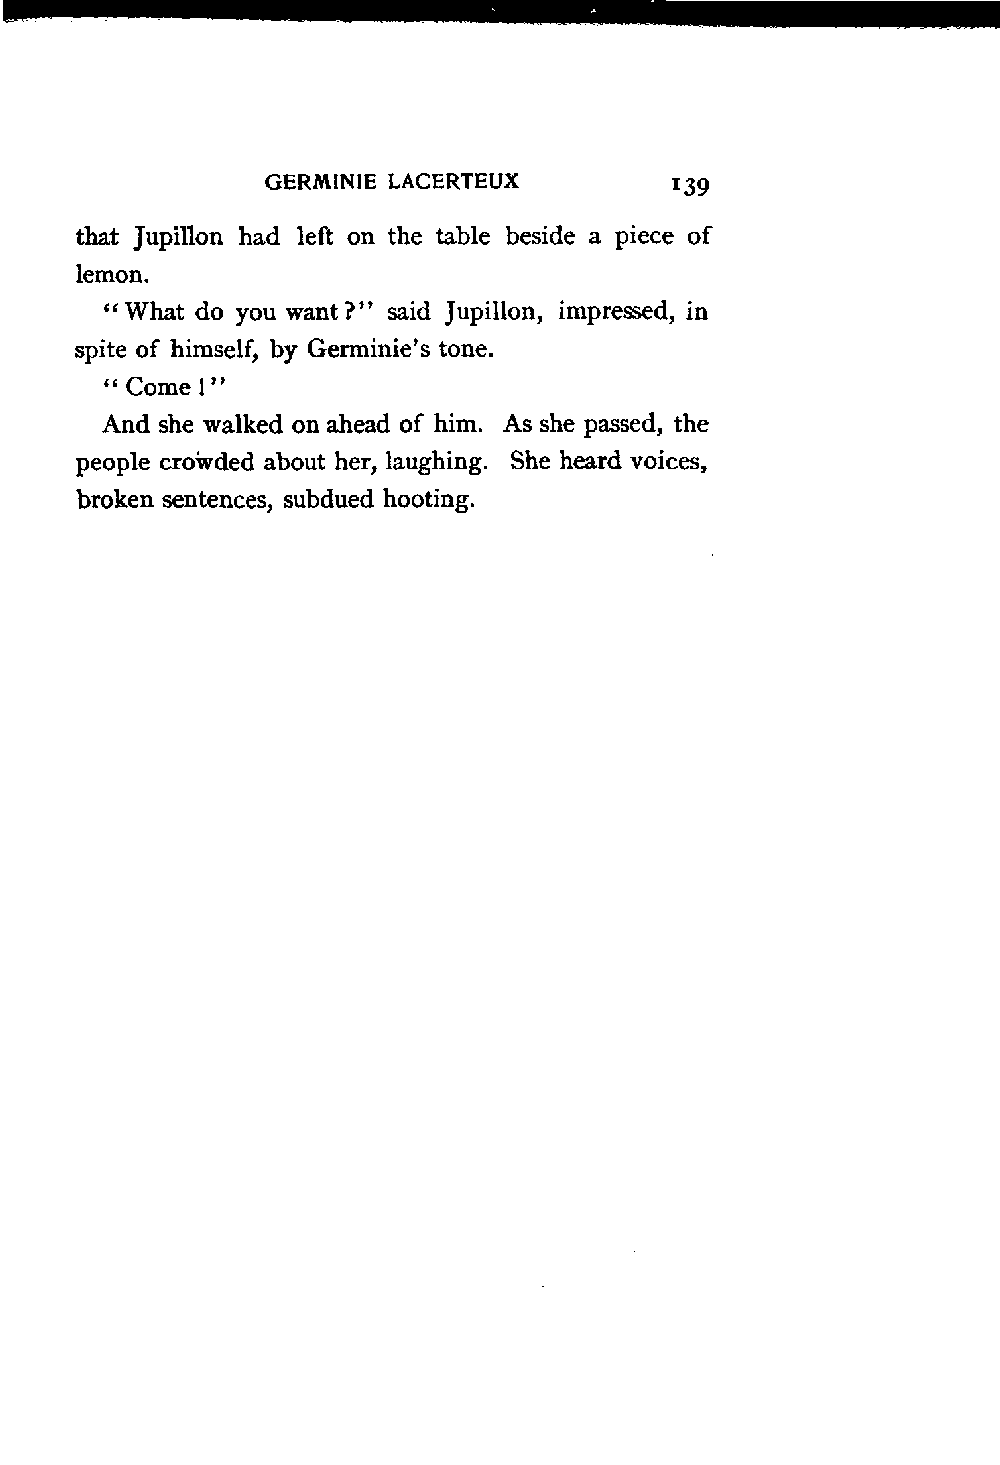 GERMINIE LACERTEUX 139
that Jupillon had left on the table beside a piece of
lemon.
“What do you want?” said Jupillon, impressed, in
spite of himself, by Germinie's tone.
“Come!”
And she walked on ahead of him. As she passed, the
people crowded about her, laughing. She heard voices,
broken sentences, subdued hooting.